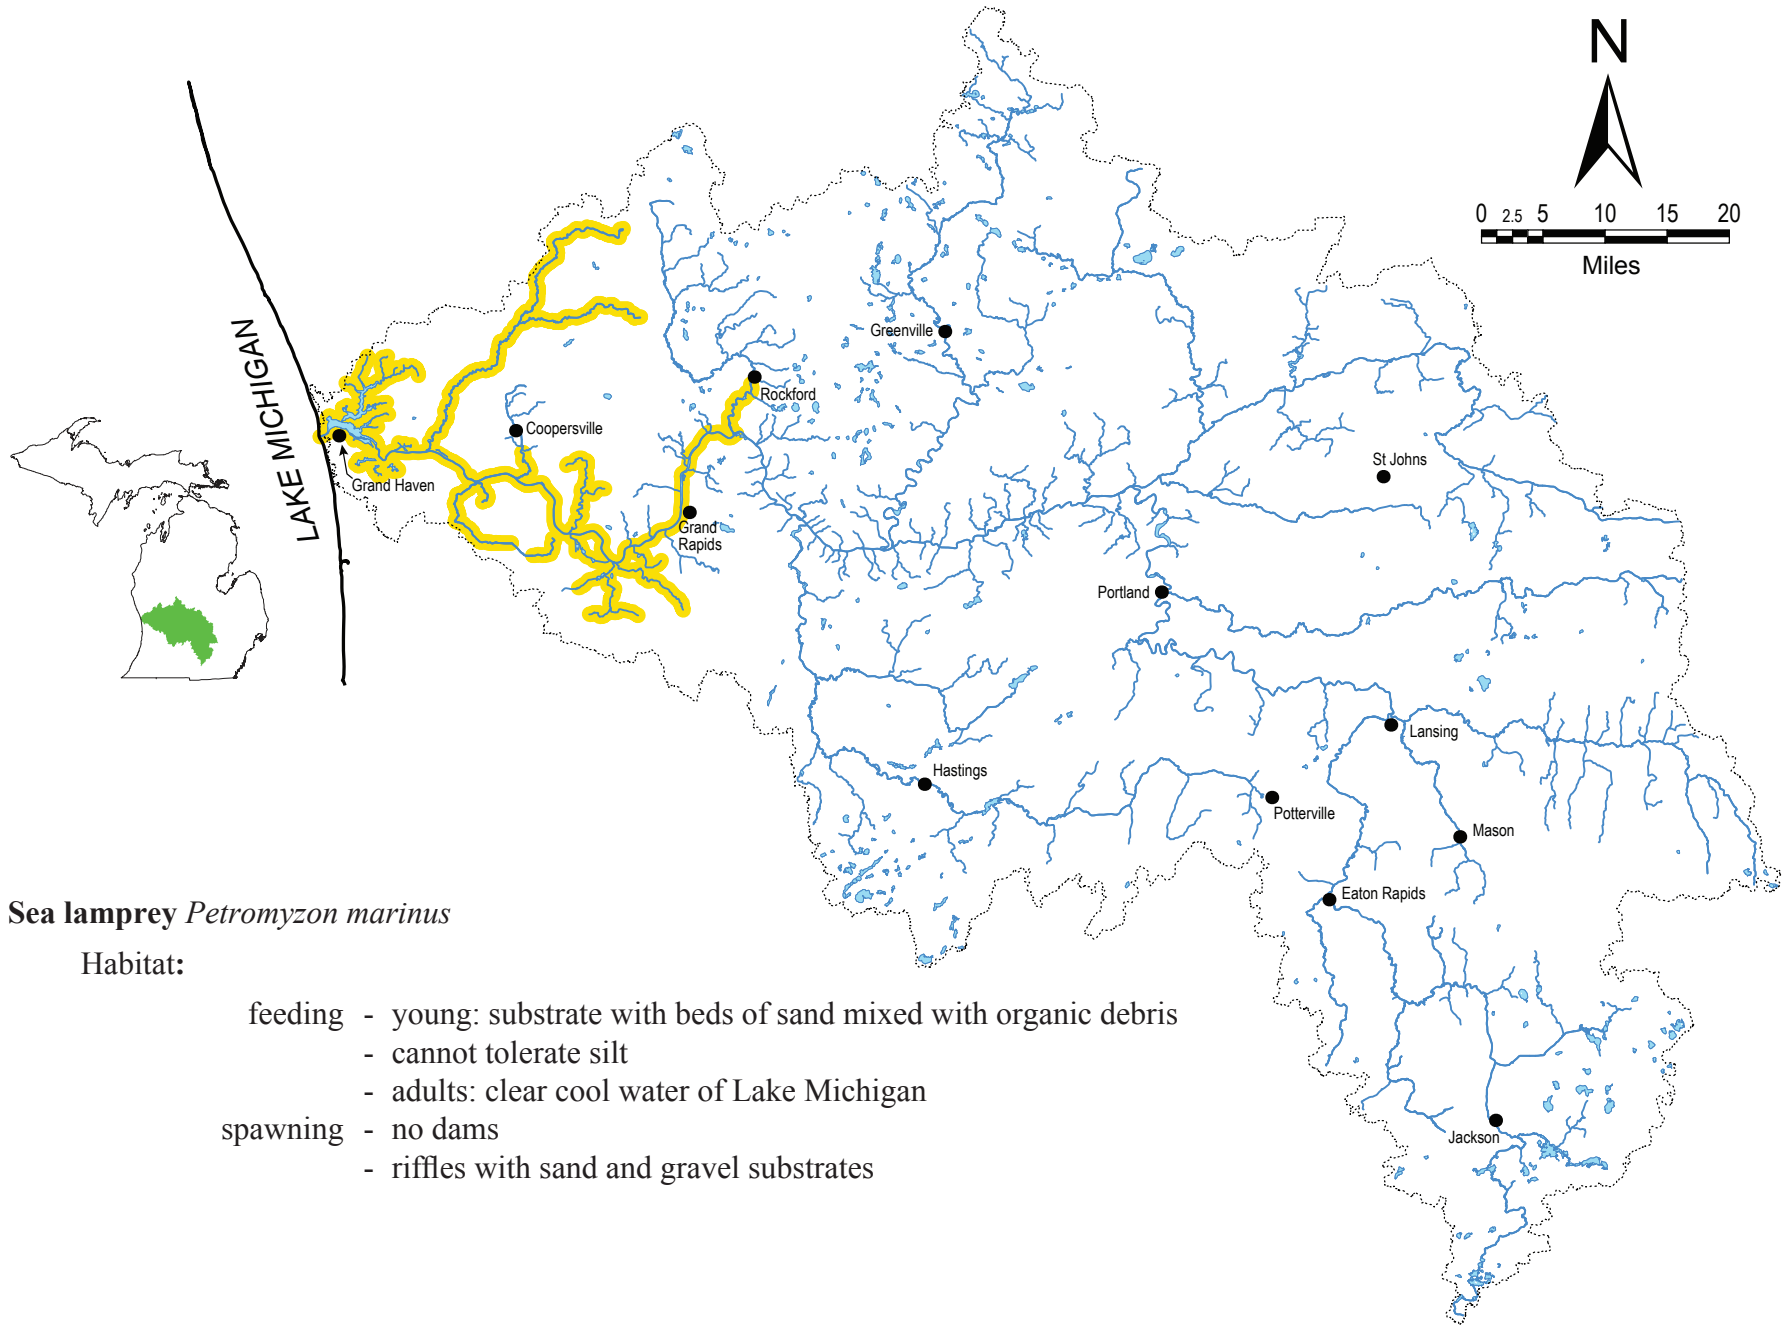 N
0 2.5 5 10 15 20
Miles
LAKE MICHIGAN
Greenville
Rockford
Coopersville
Grand Haven
Grand
Rapids
St Johns
Portland
Lansing
Hastings
Potterville
Mason
Eaton Rapids
Jackson
Sea lamprey Petromyzon marinus
Habitat:
feeding - young: substrate with beds of sand mixed with organic debris
- cannot tolerate silt
- adults: clear cool water of Lake Michigan
spawning - no dams
- riffles with sand and gravel substrates